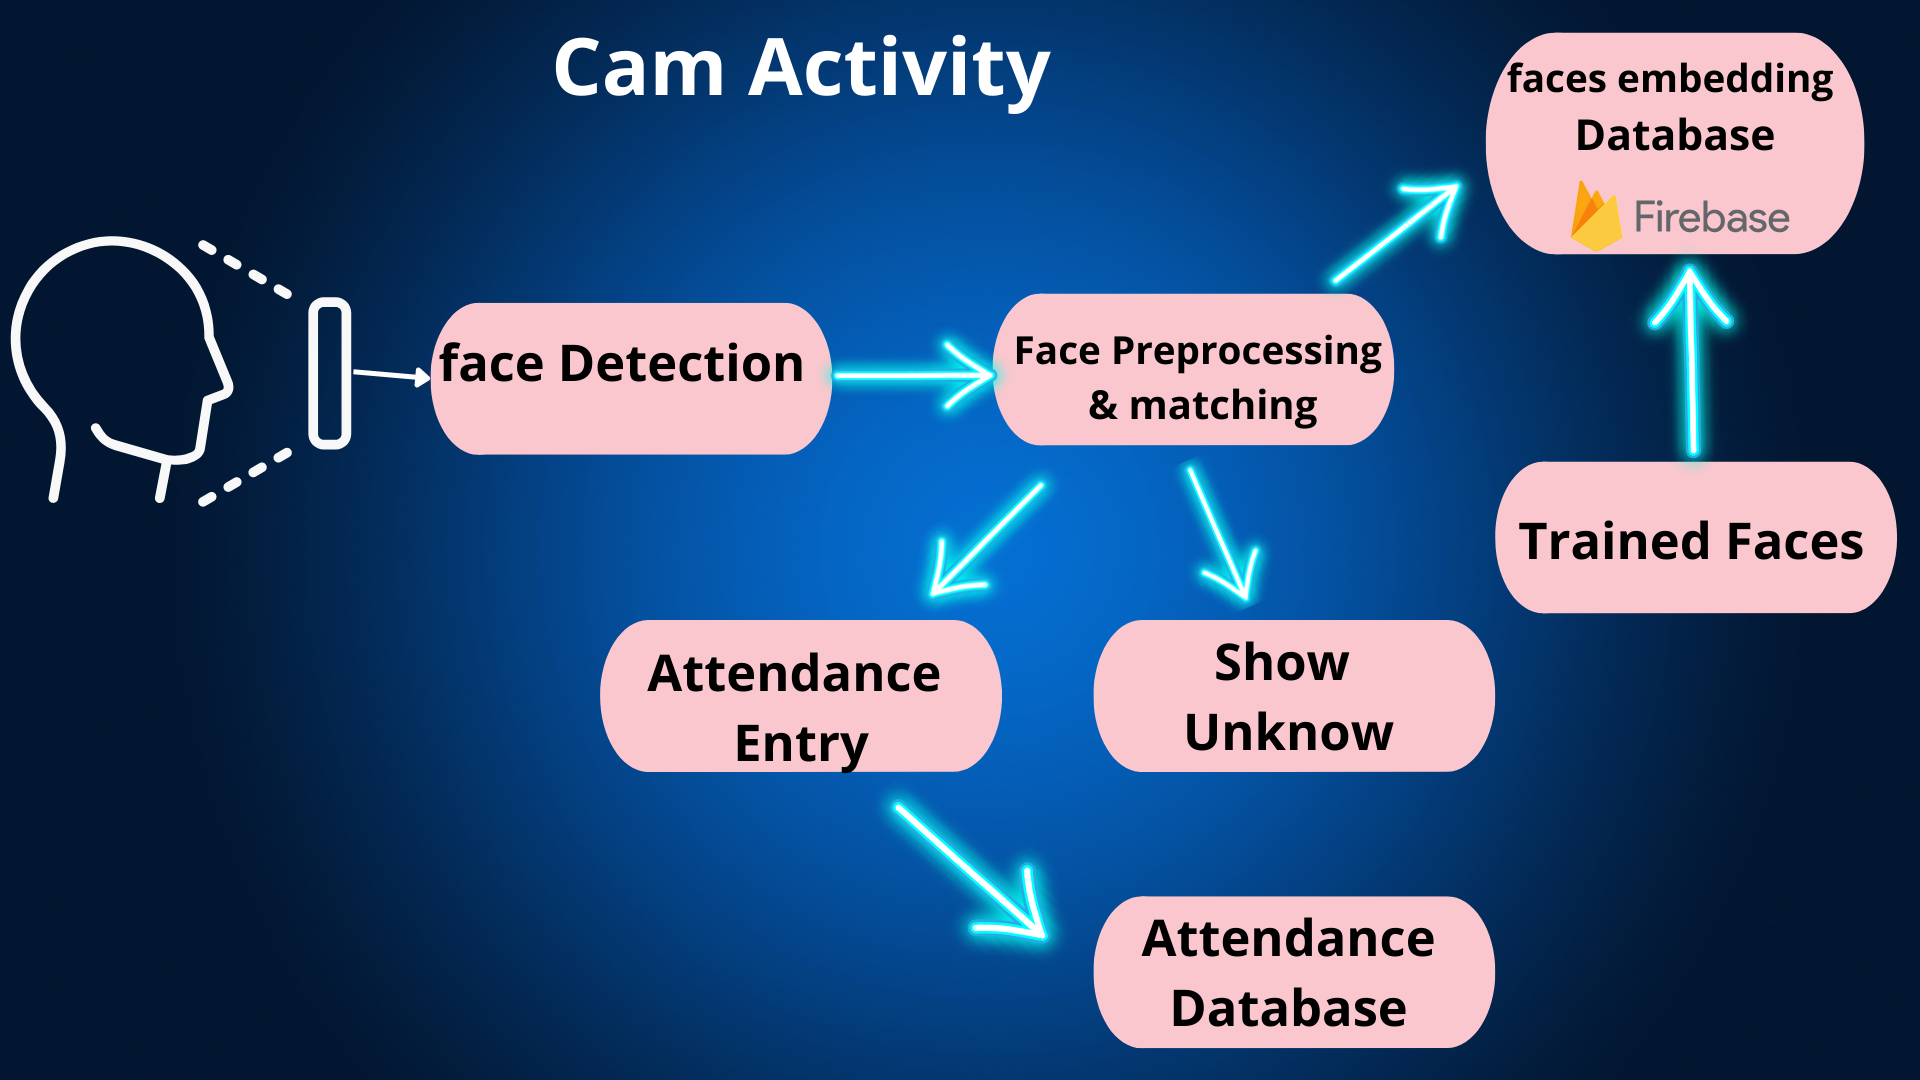 Cam Activity
faces embedding
Database
Firebase
face Detection
Face Preprocessing
& matching
Trained Faces
Attendance
Entry
Show
Unknow
Attendance
Database